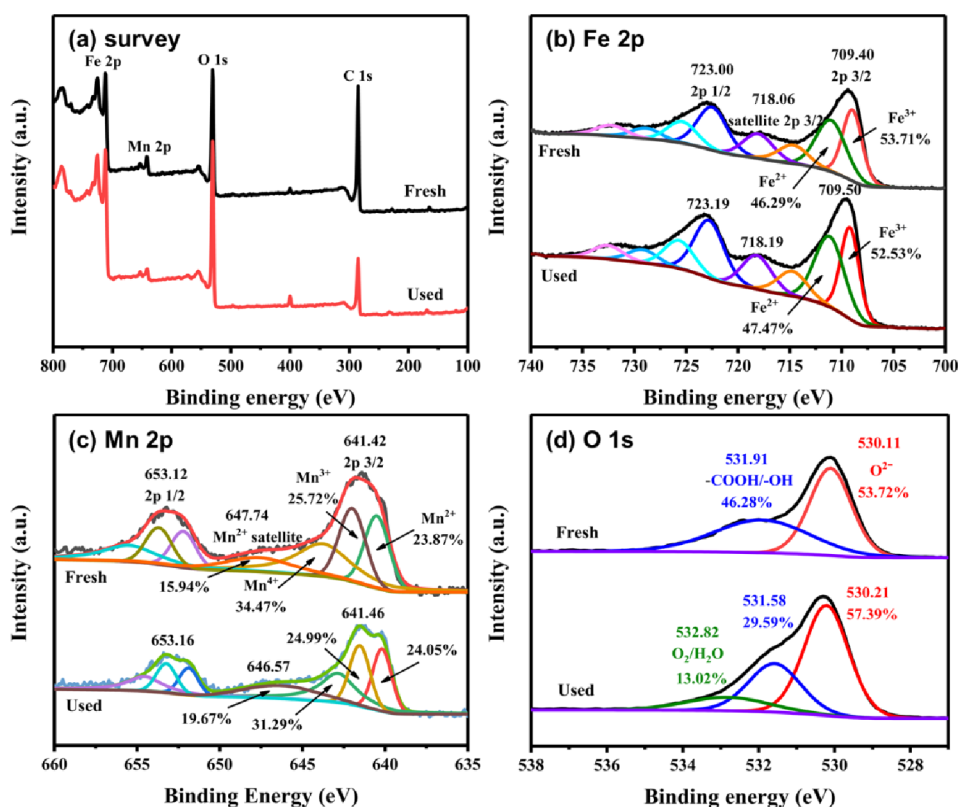 (a) survey
Fe 2p
O 1s
C 1s
Mn 2p
Fresh
Used
Intensity (a.u.)
800 700 600 500 400 300 200 100
Binding energy (eV)
(b) Fe 2p
709.40
2p 3/2
723.00
2p 1/2
718.06
satellite 2p 3/2
Fe³⁺
53.71%
Fresh
Fe²⁺
46.29%
709.50
723.19
718.19
Fe³⁺
52.53%
Used
Fe²⁺
47.47%
Intensity (a.u.)
740 735 730 725 720 715 710 705 700
Binding energy (eV)
(c) Mn 2p
641.42
2p 3/2
653.12
2p 1/2
Mn³⁺
25.72%
647.74
Mn²⁺ satellite
Mn²⁺
23.87%
Fresh
15.94%
Mn⁴⁺
34.47%
641.46
24.99%
653.16
646.57
24.05%
Used
19.67%
31.29%
Intensity (a.u.)
660 655 650 645 640 635
Binding Energy (eV)
(d) O 1s
530.11
O²⁻
53.72%
531.91
-COOH/-OH
46.28%
Fresh
530.21
57.39%
531.58
29.59%
532.82
O₂/H₂O
13.02%
Used
Intensity (a.u.)
538 536 534 532 530 528
Binding energy (eV)